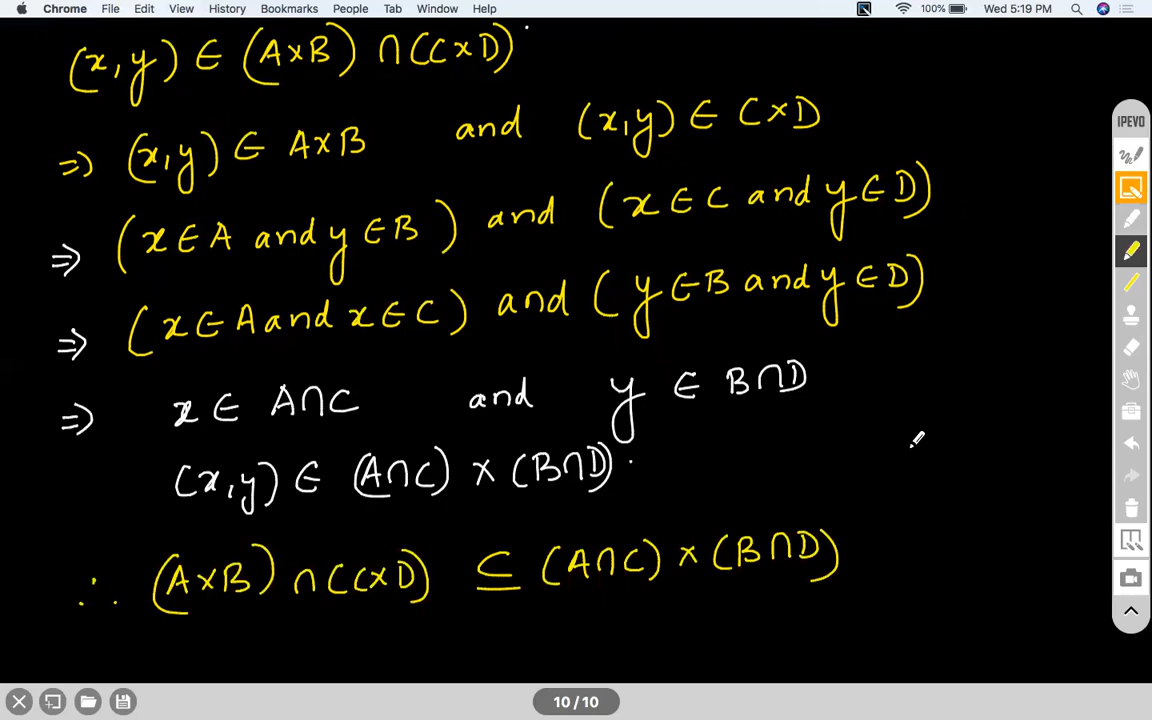 Chrome File Edit View History Bookmarks People Tab Window Help 100% Wed 5:19 PM
(x,y) ∈ (A×B) ∩ (C×D)
⇒ (x,y) ∈ A×B and (x,y) ∈ C×D
⇒ (x∈A and y∈B) and (x∈C and y∈D)
⇒ (x∈A and x∈C) and (y∈B and y∈D)
⇒ x∈ A∩C and y ∈ B∩D
(x,y) ∈ (A∩C) × (B∩D).
∴ (A×B) ∩ (C×D) ⊆ (A∩C) × (B∩D)
IPEVO
10/10